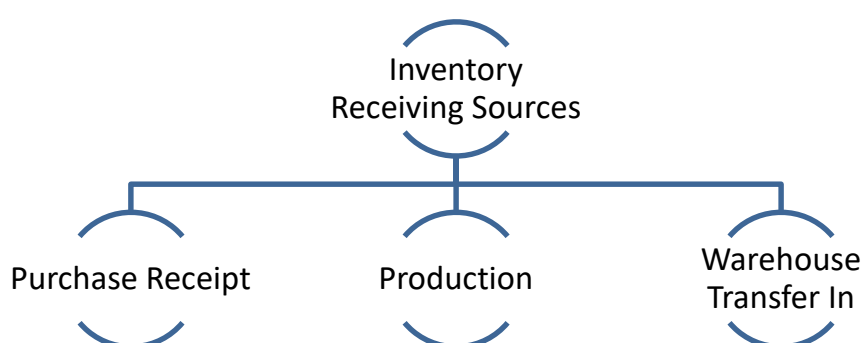 Inventory
Receiving Sources
Purchase Receipt
Production
Warehouse
Transfer In